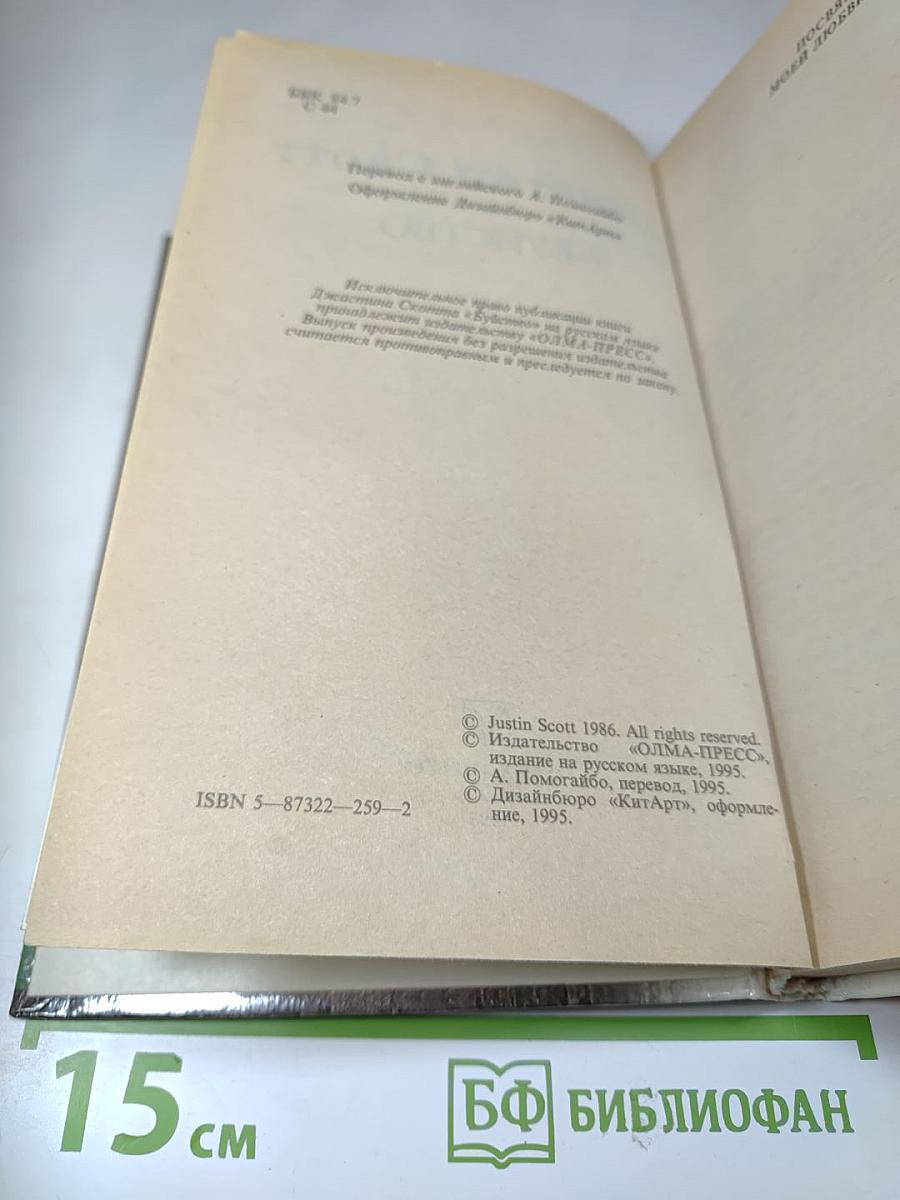 ББК 84.7
С 44
Перевод с английского А. Помогайбо
Оформление Дизайнбюро «КитАрт»
Исключительное право публикации книги
Джастина Скотта «Буйство» на русском языке
принадлежит издательству «ОЛМА-ПРЕСС».
Выпуск произведения без разрешения издательства
считается противоправным и преследуется по закону.
ISBN 5—87322—259—2
© Justin Scott 1986. All rights reserved.
© Издательство «ОЛМА-ПРЕСС»,
издание на русском языке, 1995.
© А. Помогайбо, перевод, 1995.
© Дизайнбюро «КитАрт», оформле-
ние, 1995.
МОЕЙ ЛЮБВИ
15 см
БФ БИБЛИОФАН